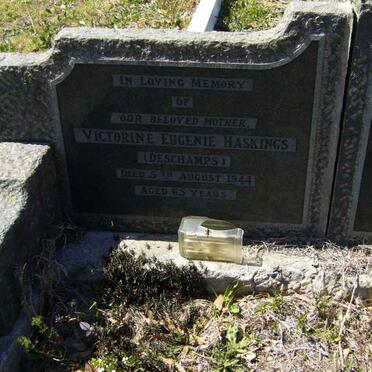 IN LOVING MEMORY
OF
OUR BELOVED MOTHER,
VICTORINE EUGENIE HASKINGS
(DESCHAMPS)
DIED 5TH AUGUST 1944
AGED 65 YEARS